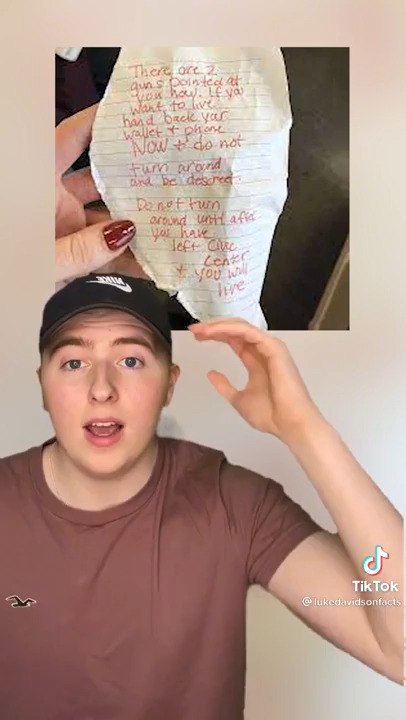 There are 2
guns pointed at
you now. If you
want to live
hand back yar
wallet + phone
NOW + do not
turn around
and be descreet.
Do not turn
around until after
you have
left Civic
Center
+ you will
live
NIKE
TikTok
@lukedavidsonfacts